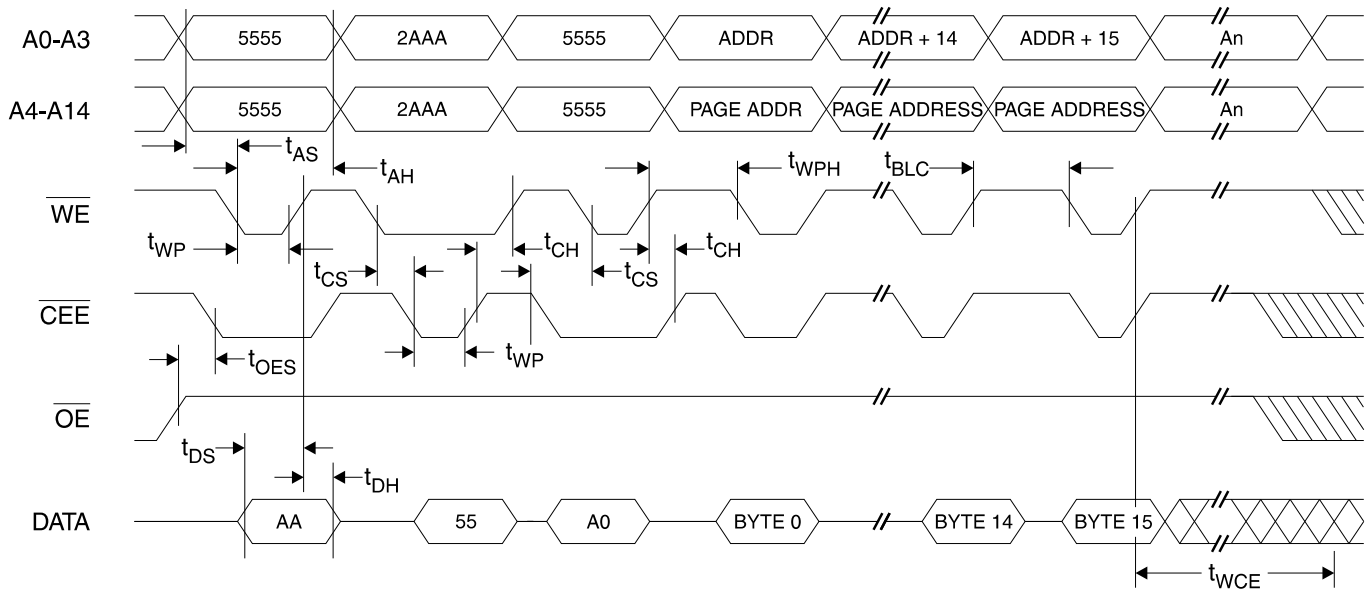 A0-A3 5555 2AAA 5555 ADDR ADDR + 14 ADDR + 15 An
A4-A14 5555 2AAA 5555 PAGE ADDR PAGE ADDRESS PAGE ADDRESS An
tAS
tAH
tWPH
tBLC
WE
tWP
tCH
tCH
tCS
tCS
CEE
tOES
tWP
OE
tDS
tDH
DATA AA 55 A0 BYTE 0 BYTE 14 BYTE 15
tWCE